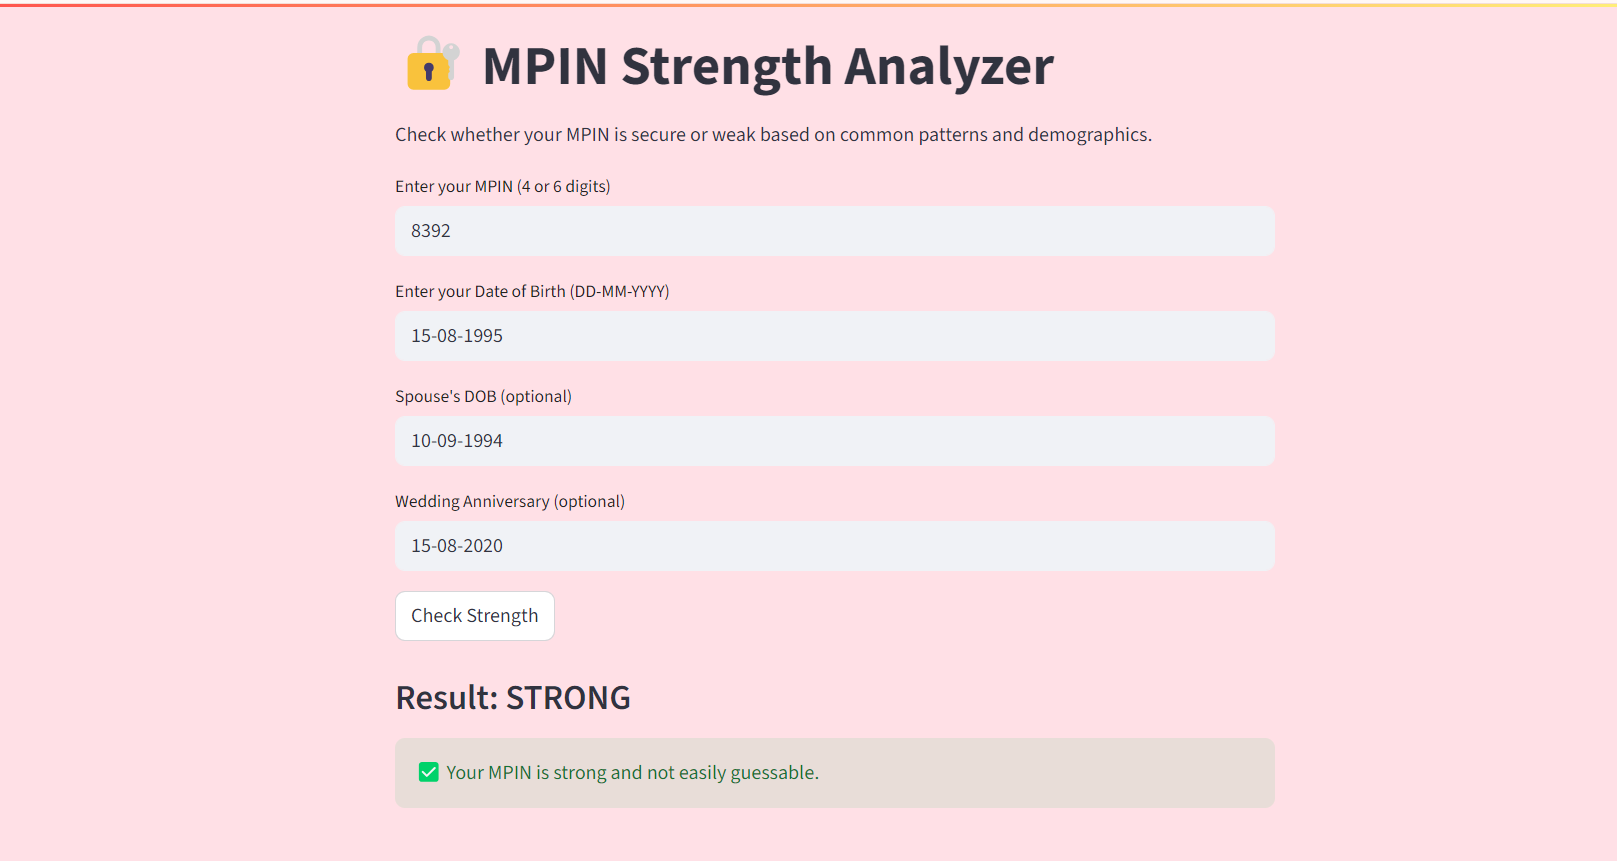 MPIN Strength Analyzer
Check whether your MPIN is secure or weak based on common patterns and demographics.
Enter your MPIN (4 or 6 digits)
8392
Enter your Date of Birth (DD-MM-YYYY)
15-08-1995
Spouse's DOB (optional)
10-09-1994
Wedding Anniversary (optional)
15-08-2020
Check Strength
Result: STRONG
Your MPIN is strong and not easily guessable.